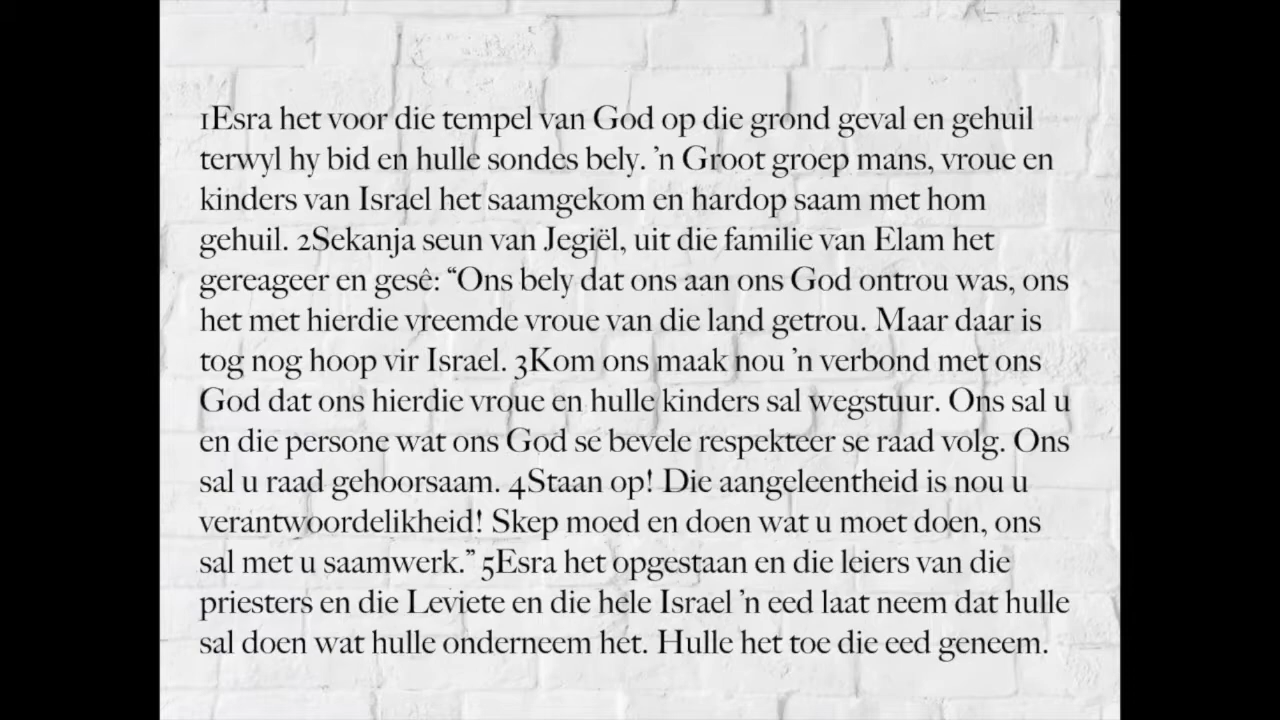 1Esra het voor die tempel van God op die grond geval en gehuil
terwyl hy bid en hulle sondes bely. ’n Groot groep mans, vroue en
kinders van Israel het saamgekom en hardop saam met hom
gehuil. 2Sekanja seun van Jegiël, uit die familie van Elam het
gereageer en gesê: “Ons bely dat ons aan ons God ontrou was, ons
het met hierdie vreemde vroue van die land getrou. Maar daar is
tog nog hoop vir Israel. 3Kom ons maak nou ’n verbond met ons
God dat ons hierdie vroue en hulle kinders sal wegstuur. Ons sal u
en die persone wat ons God se bevele respekteer se raad volg. Ons
sal u raad gehoorsaam. 4Staan op! Die aangeleentheid is nou u
verantwoordelikheid! Skep moed en doen wat u moet doen, ons
sal met u saamwerk.” 5Esra het opgestaan en die leiers van die
priesters en die Leviete en die hele Israel ’n eed laat neem dat hulle
sal doen wat hulle onderneem het. Hulle het toe die eed geneem.